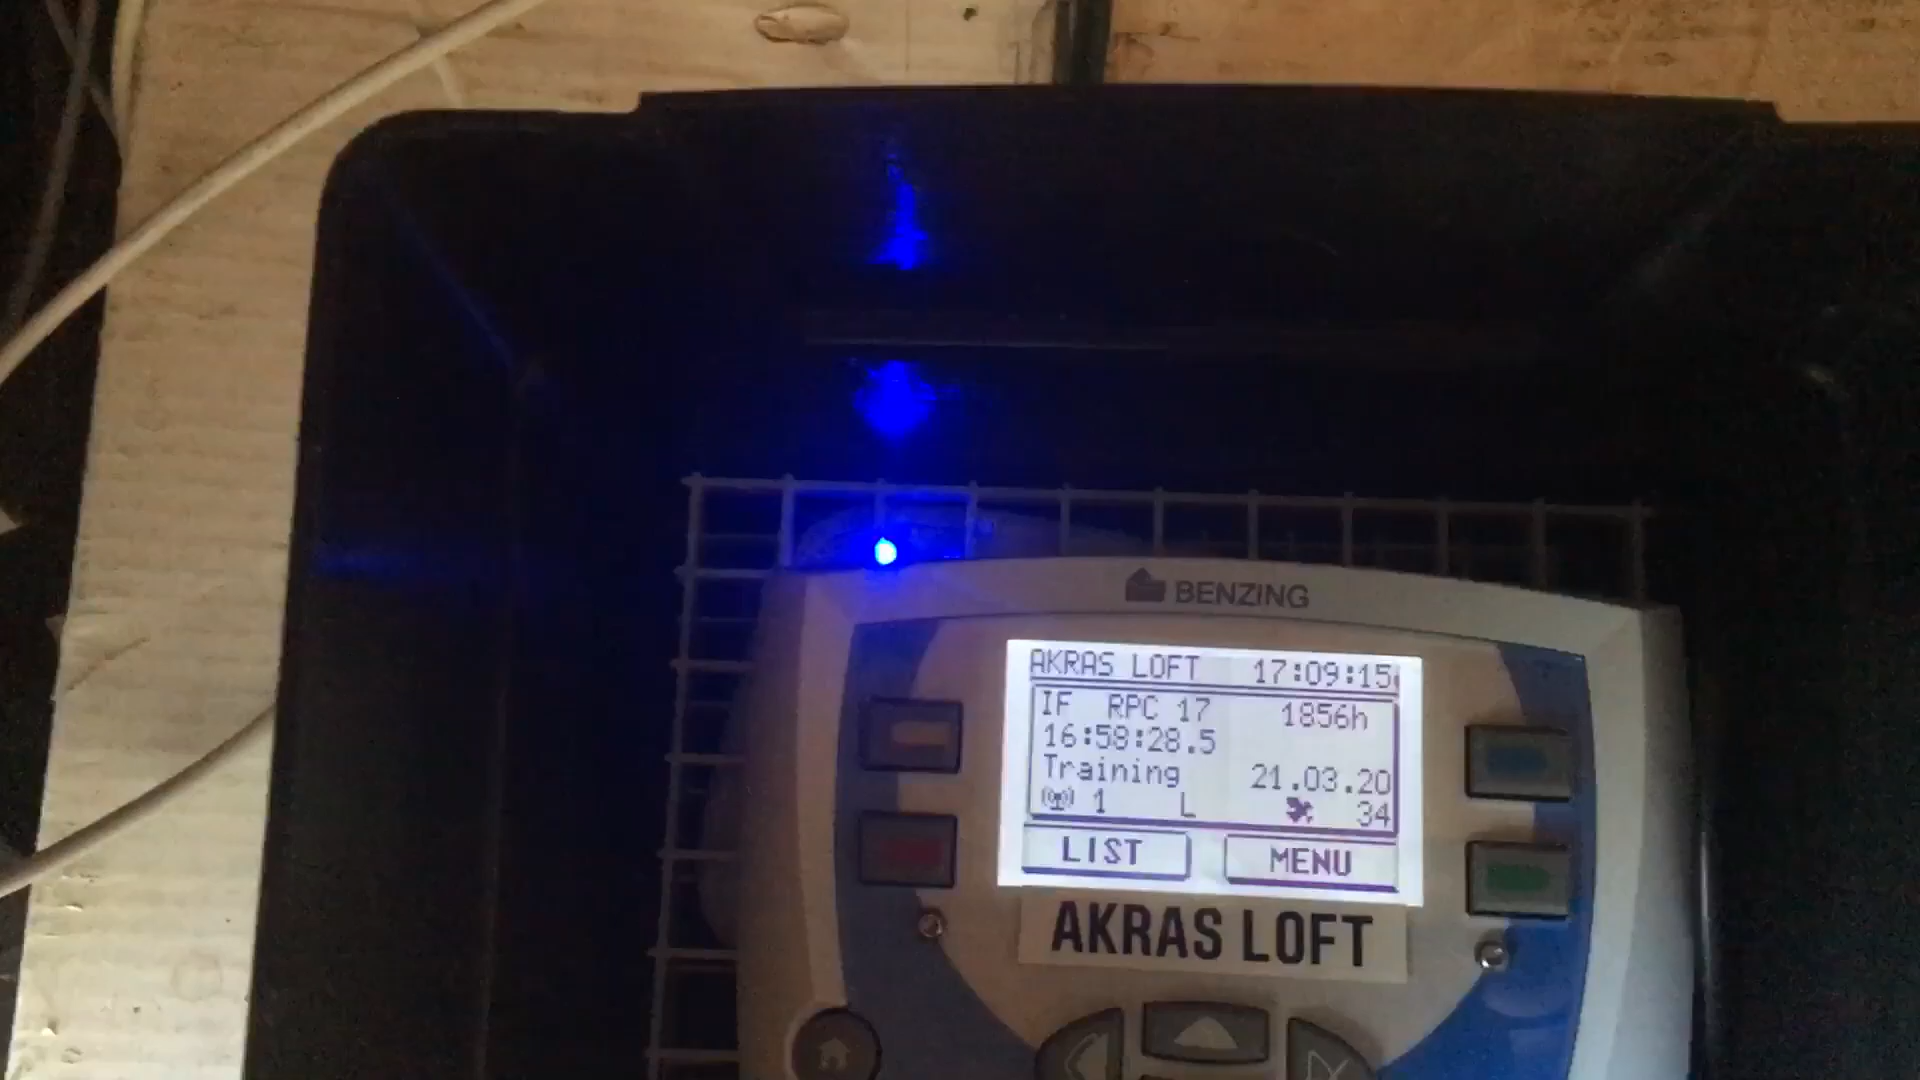 BENZING
AKRAS LOFT 17:09:15
IF RPC 17 1856h
16:58:28.5
Training 21.03.20
1 L 34
LIST MENU
AKRAS LOFT